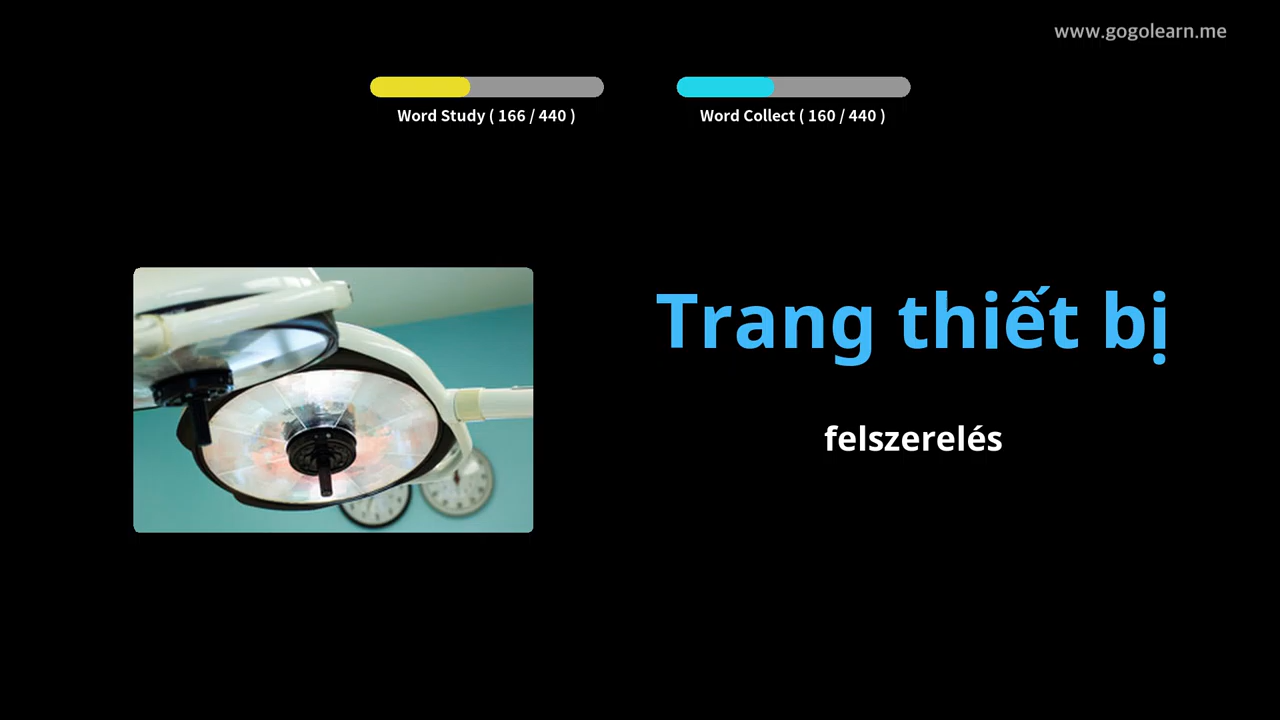 www.gogolearn.me
Word Study ( 166 / 440 )
Word Collect ( 160 / 440 )
Trang thiết bị
felszerelés